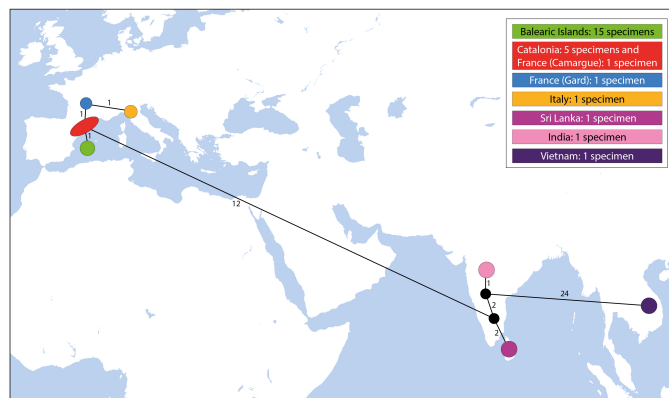 Balearic Islands: 15 specimens
Catalonia: 5 specimens and
France (Camargue): 1 specimen
France (Gard): 1 specimen
Italy: 1 specimen
Sri Lanka: 1 specimen
India: 1 specimen
Vietnam: 1 specimen
1
1
1
12
1
24
2
2